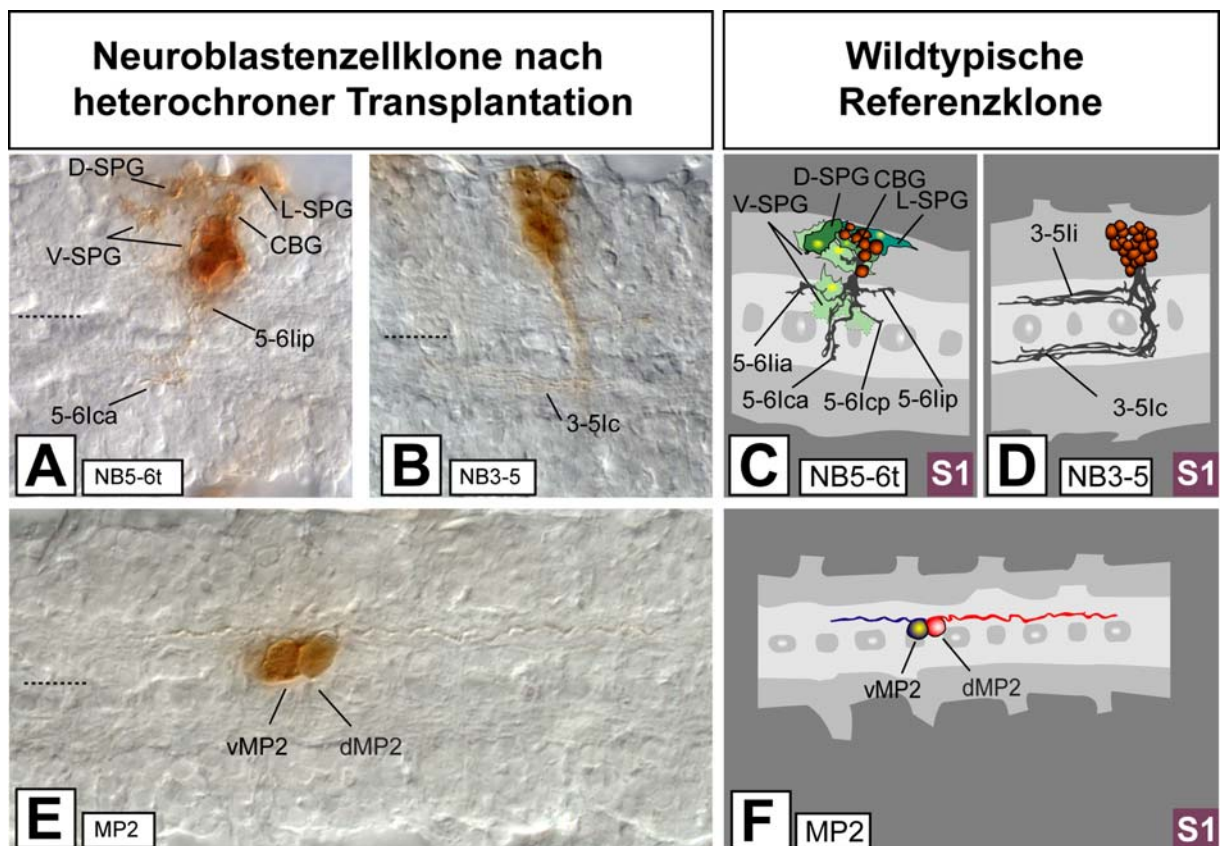 Neuroblastenzellklone nach
heterochroner Transplantation
Wildtypische
Referenzklone
D-SPG
L-SPG
CBG
V-SPG
5-6lip
5-6lca
A NB5-6t
3-5lc
B NB3-5
D-SPG
CBG
V-SPG
L-SPG
5-6lia
5-6lca
5-6lcp
5-6lip
C NB5-6t S1
3-5li
3-5lc
D NB3-5 S1
vMP2 dMP2
E MP2
vMP2 dMP2
F MP2 S1